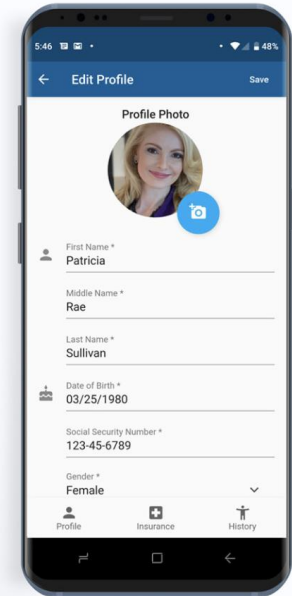 5:46
48%
Edit Profile
Save
Profile Photo
First Name *
Patricia
Middle Name *
Rae
Last Name *
Sullivan
Date of Birth *
03/25/1980
Social Security Number *
123-45-6789
Gender *
Female
Profile
Insurance
History